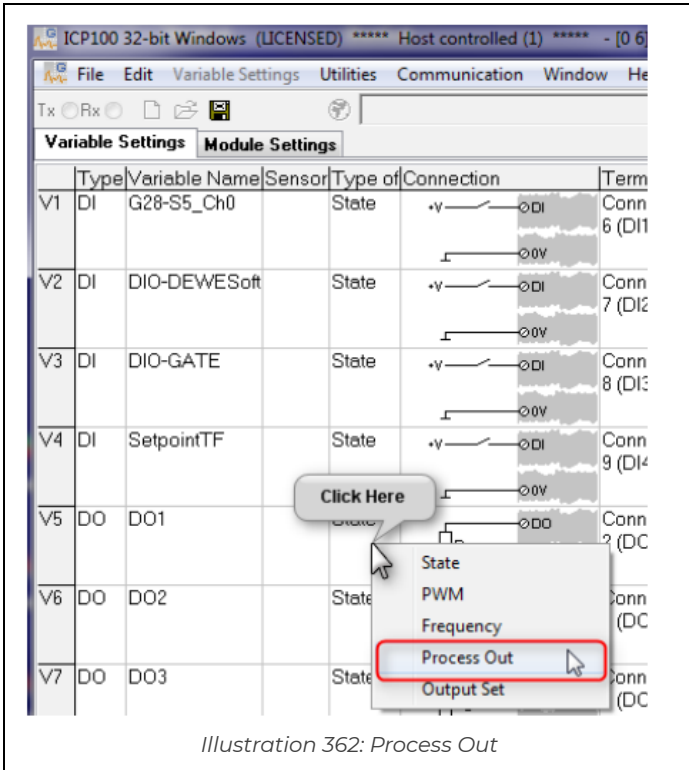 ICP100 32-bit Windows (LICENSED) ***** Host controlled (1) ***** - [0 6]
File Edit Variable Settings Utilities Communication Window He
Tx Rx
Variable Settings Module Settings
Type Variable Name Sensor Type of Connection Term
V1 DI G28-S5_Ch0 State +V DI Conn
6 (DI1
0V
V2 DI DIO-DEWESoft State +V DI Conn
7 (DI2
0V
V3 DI DIO-GATE State +V DI Conn
8 (DI3
0V
V4 DI SetpointTF State +V DI Conn
9 (DI4
0V
Click Here
V5 DO DO1 State DO Conn
2 (DO
State
V6 DO DO2 State PWM Conn
Frequency (DO
Process Out
V7 DO DO3 State Output Set Conn
(DO
Illustration 362: Process Out